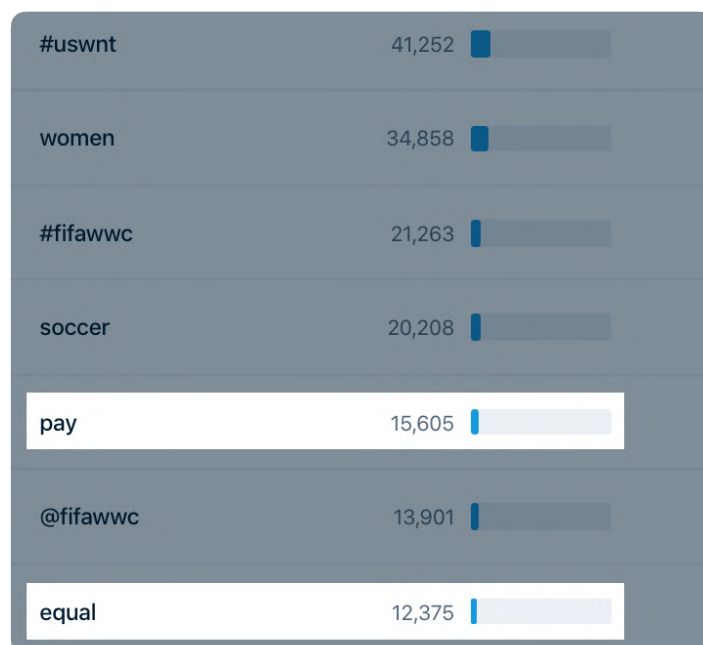 #uswnt 41,252
women 34,858
#fifawwc 21,263
soccer 20,208
pay 15,605
@fifawwc 13,901
equal 12,375